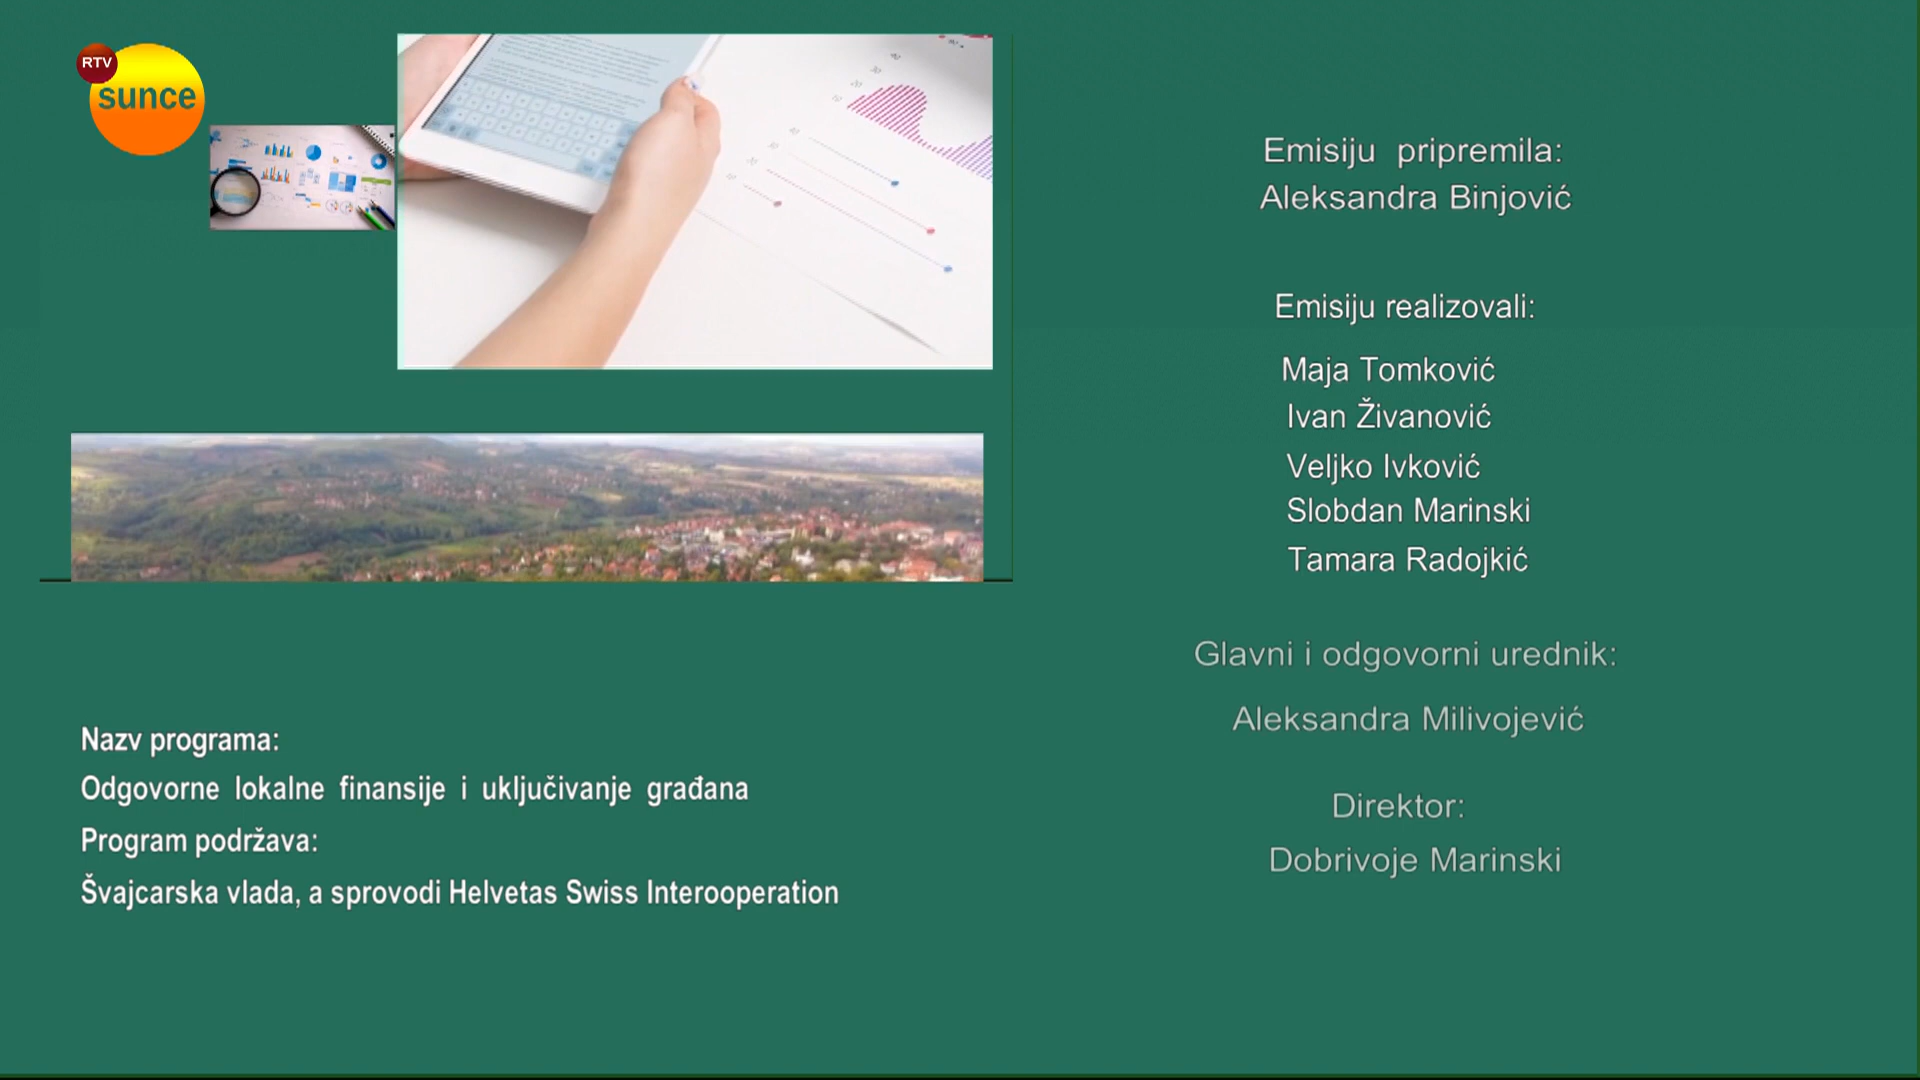 RTV
sunce
Nazv programa:
Odgovorne lokalne finansije i uključivanje građana
Program podržava:
Švajcarska vlada, a sprovodi Helvetas Swiss Interooperation
Emisiju pripremila:
Aleksandra Binjović
Emisiju realizovali:
Maja Tomković
Ivan Živanović
Veljko Ivković
Slobdan Marinski
Tamara Radojkić
Glavni i odgovorni urednik:
Aleksandra Milivojević
Direktor:
Dobrivoje Marinski